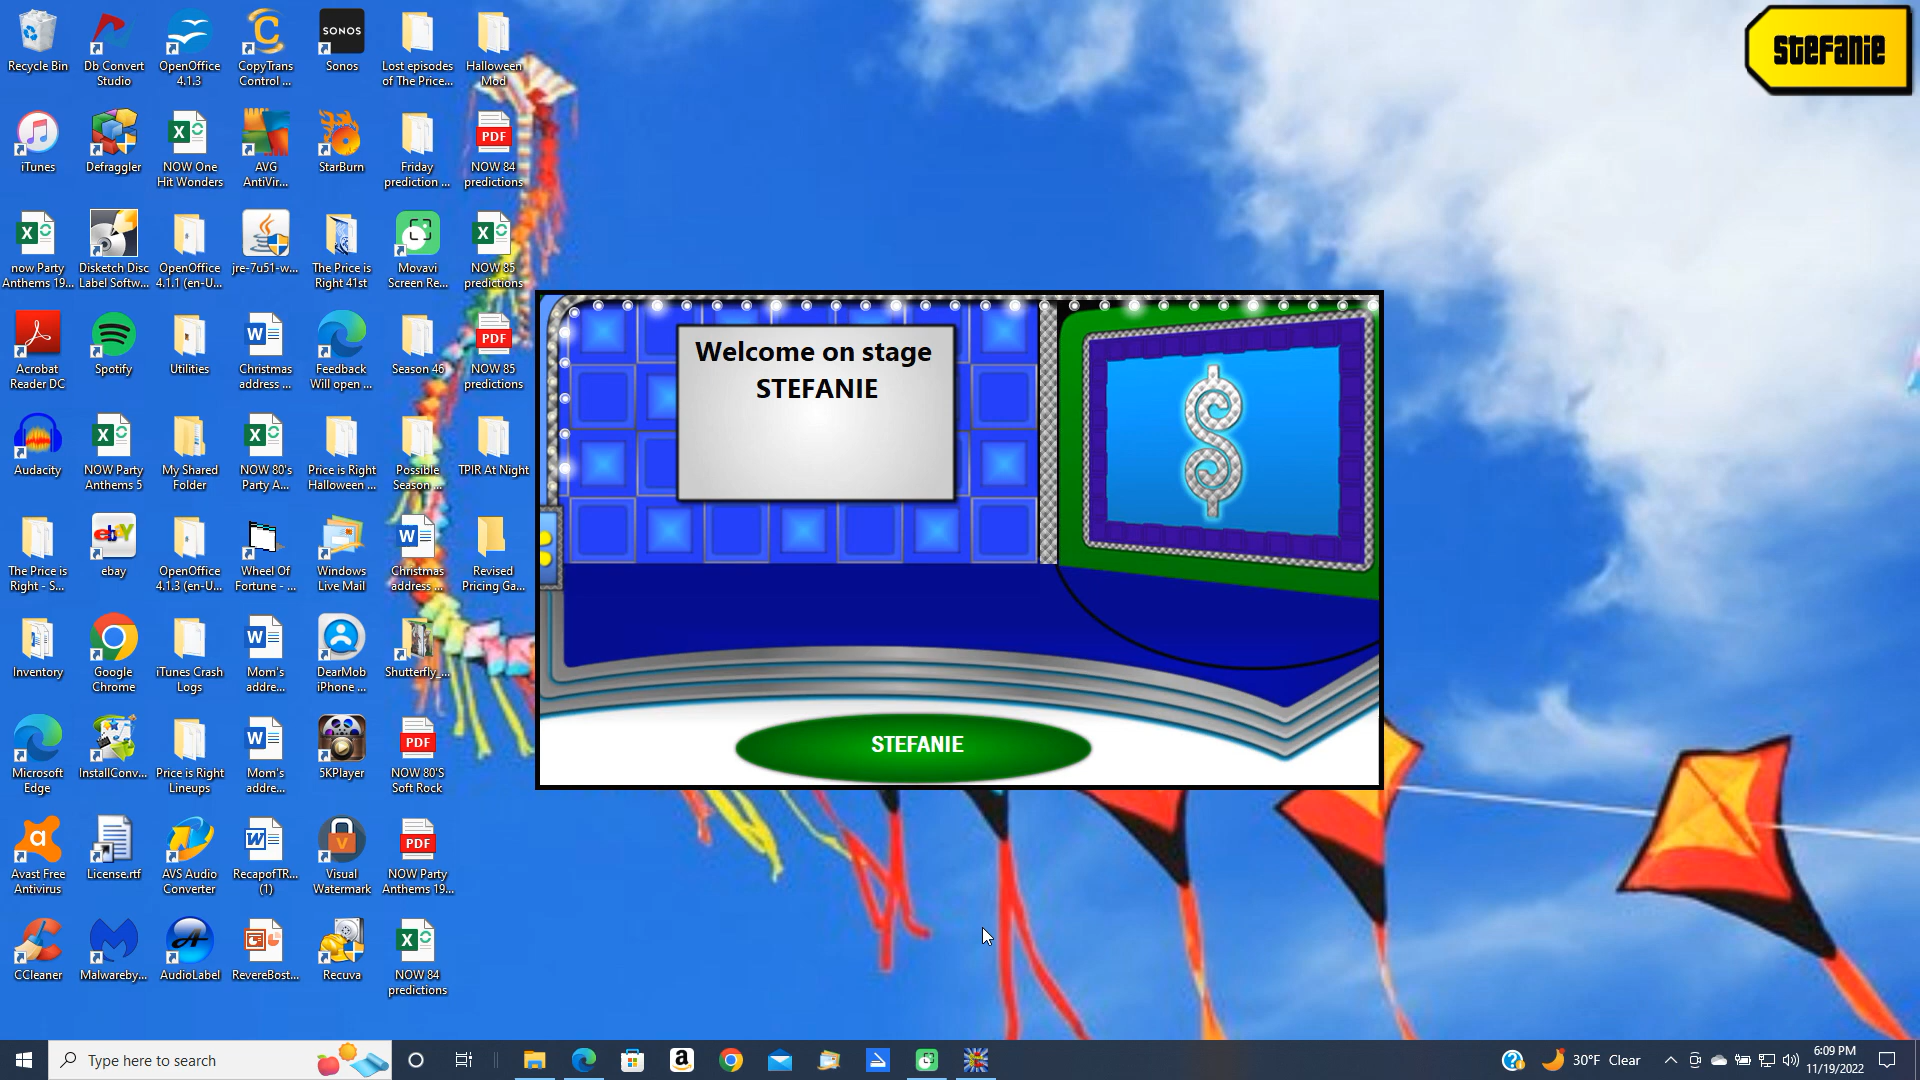 Recycle Bin
Db Convert
Studio
OpenOffice
4.1.3
CopyTrans
Control ...
SONOS
Sonos
Lost episodes
of The Price...
Halloween
Mod
stefanie
iTunes
Defraggler
NOW One
Hit Wonders
AVG
AntiVir...
StarBurn
Friday
prediction ...
PDF
NOW 84
predictions
now Party
Anthems 19...
Disketch Disc
Label Softw...
OpenOffice
4.1.1 (en-U...
jre-7u51-w...
The Price is
Right 41st
Movavi
Screen Re...
NOW 85
predictions
Acrobat
Reader DC
Spotify
Utilities
Christmas
address ...
Feedback
Will open ...
Season 46
PDF
NOW 85
predictions
Audacity
NOW Party
Anthems 5
My Shared
Folder
NOW 80's
Party A...
Price is Right
Halloween ...
Possible
Season ...
TPIR At Night
The Price is
Right - S...
ebay
ebay
OpenOffice
4.1.3 (en-U...
Wheel Of
Fortune - ...
Windows
Live Mail
Christmas
address ...
Revised
Pricing Ga...
Inventory
Google
Chrome
iTunes Crash
Logs
Mom's
addre...
DearMob
iPhone ...
Shutterfly_...
Microsoft
Edge
InstallConv...
Price is Right
Lineups
Mom's
addre...
5KPlayer
PDF
NOW 80'S
Soft Rock
Avast Free
Antivirus
License.rtf
AVS Audio
Converter
RecapofTR...
(1)
Visual
Watermark
PDF
NOW Party
Anthems 19...
CCleaner
Malwareby...
AudioLabel
RevereBost...
Recuva
NOW 84
predictions
Welcome on stage
STEFANIE
STEFANIE
Type here to search
30°F Clear
6:09 PM
11/19/2022